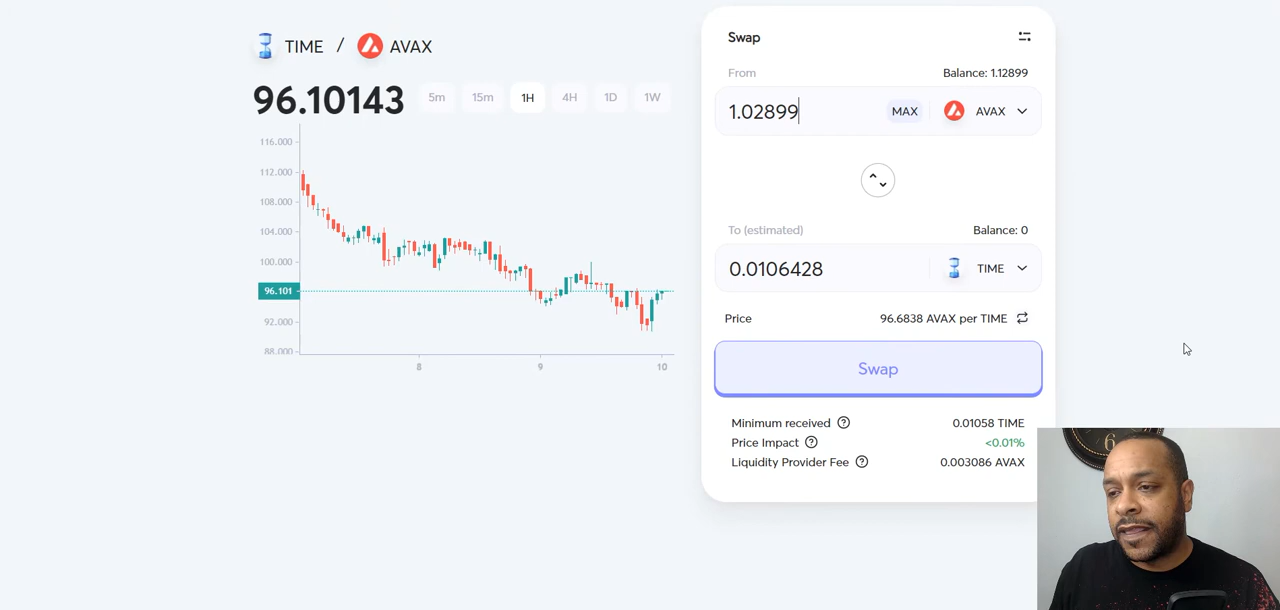 TIME / AVAX
96.10143 5m 15m 1H 4H 1D 1W
116.000
112.000
108.000
104.000
100.000
96.101
92.000
88.000
8 9 10
Swap
From Balance: 1.12899
1.02899 MAX AVAX
To (estimated) Balance: 0
0.0106428 TIME
Price 96.6838 AVAX per TIME
Swap
Minimum received ? 0.01058 TIME
Price Impact ? <0.01%
Liquidity Provider Fee ? 0.003086 AVAX
6